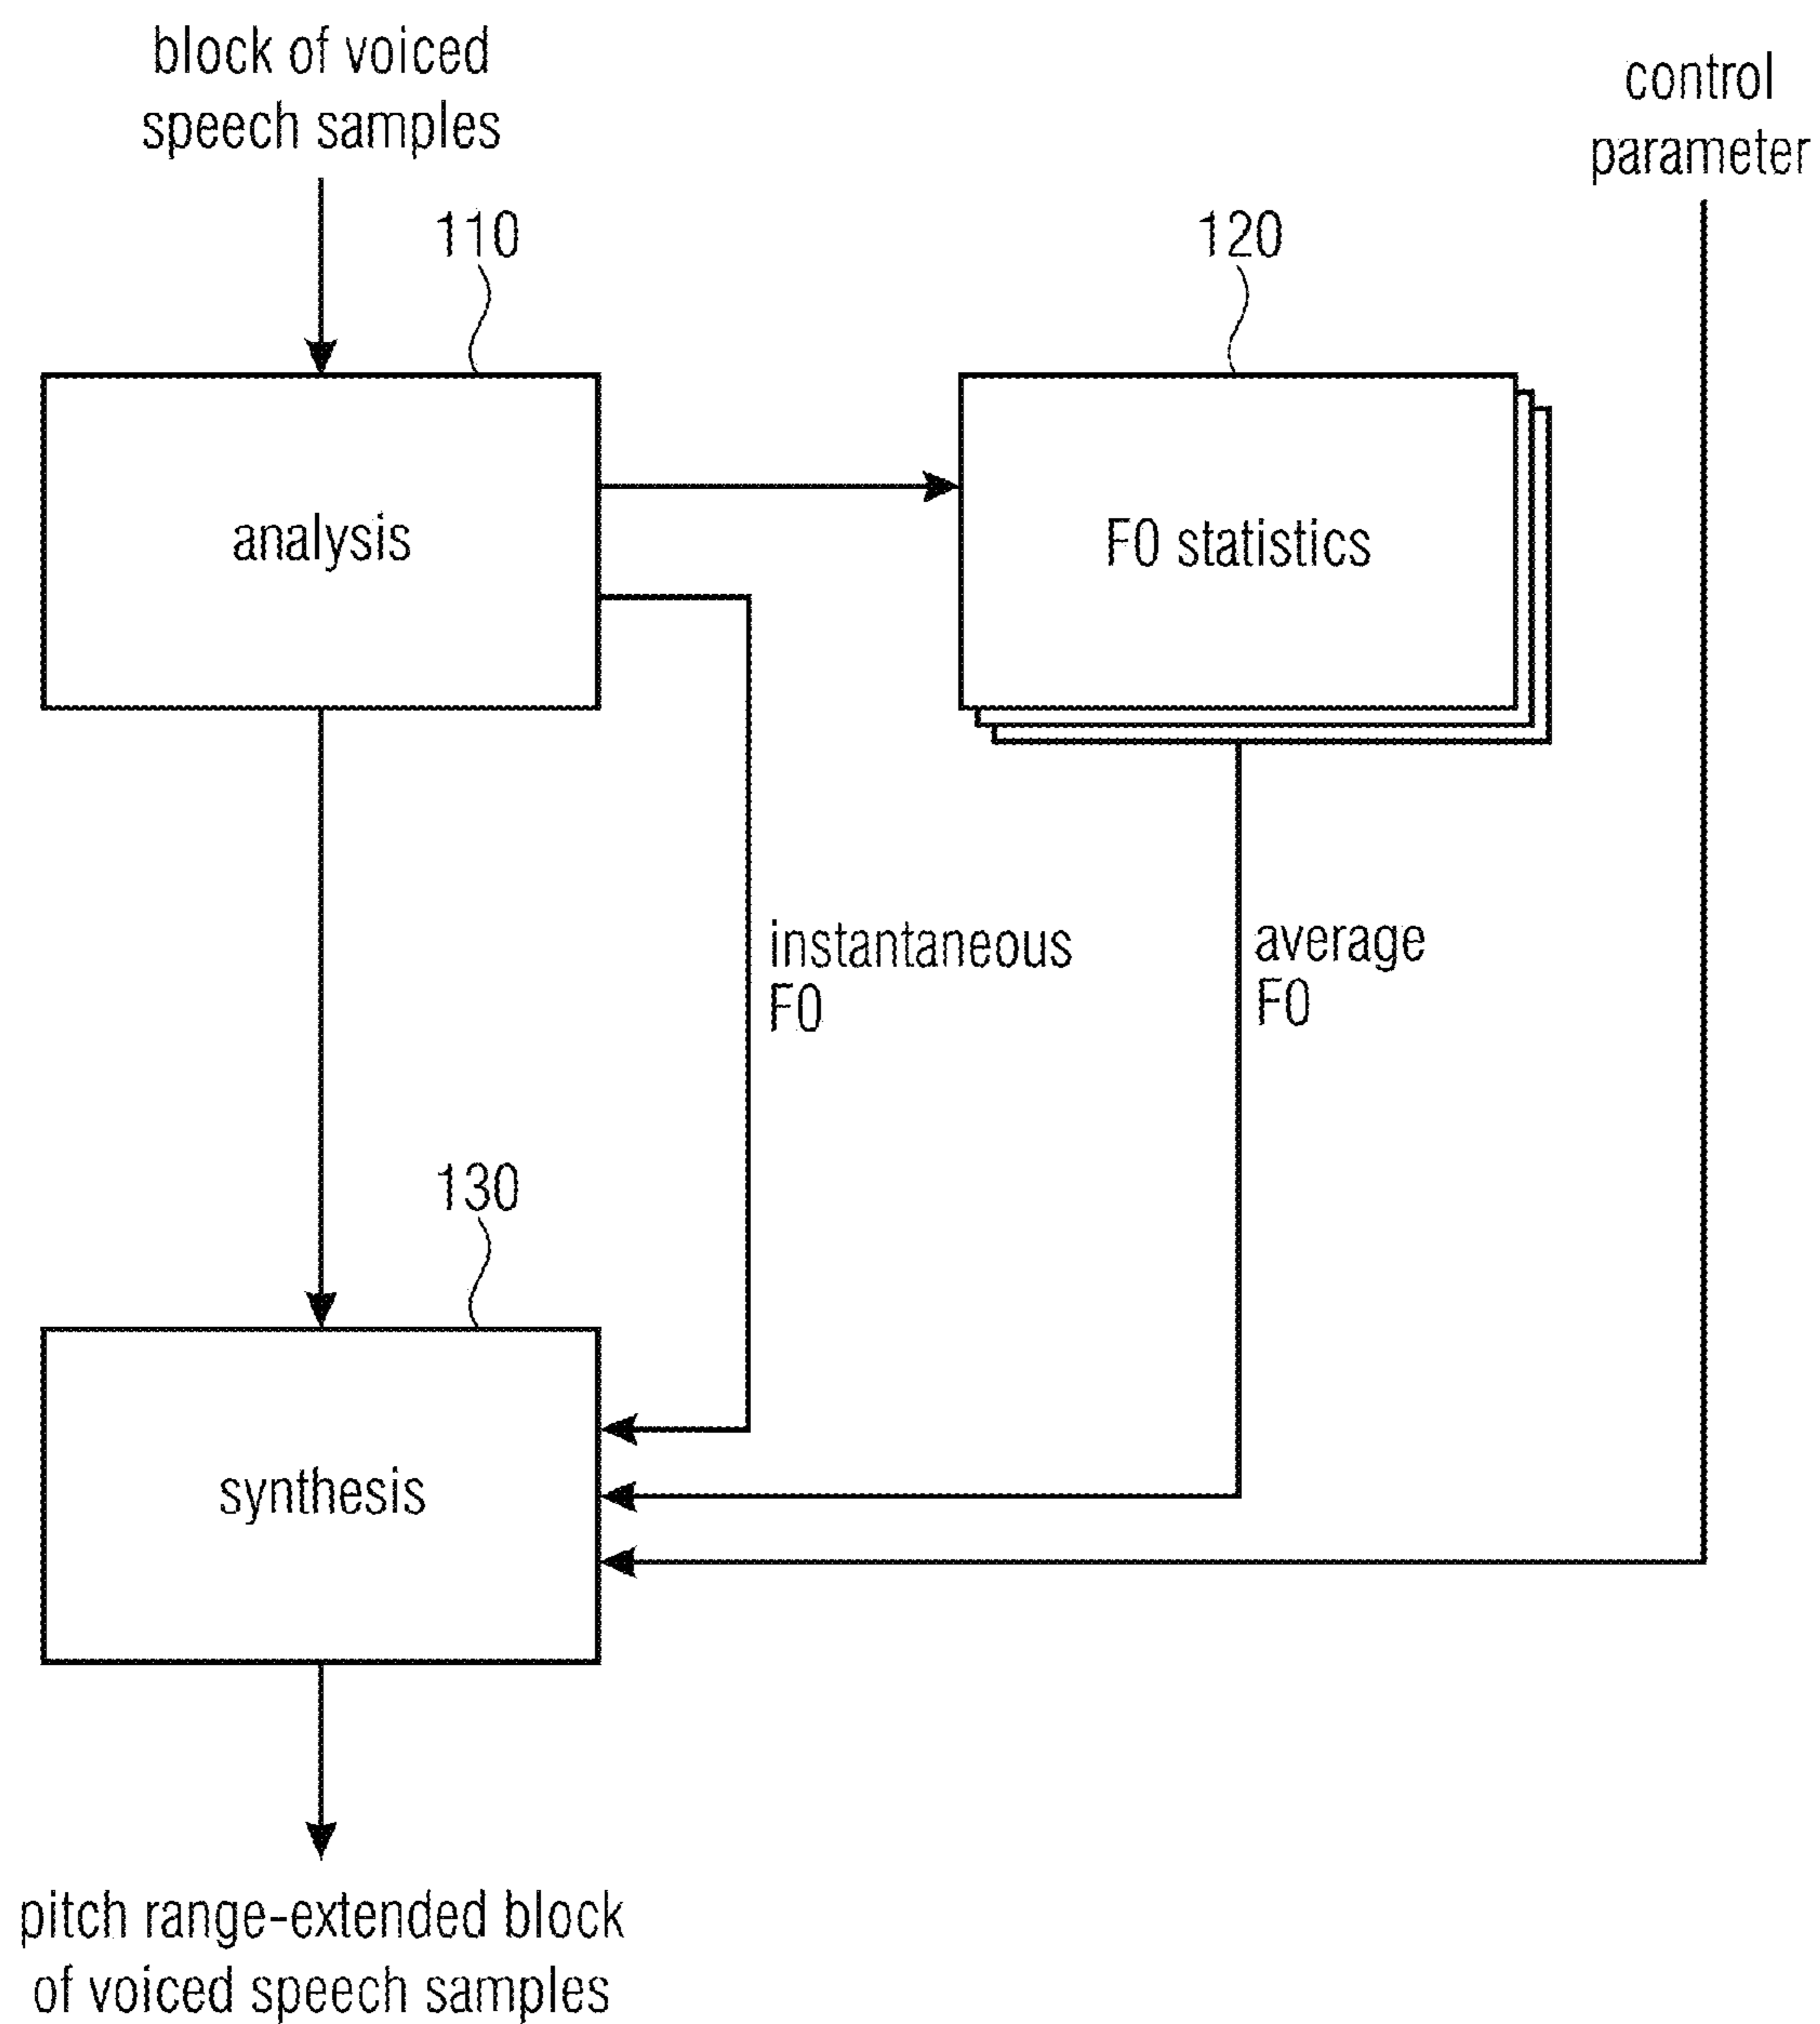 block of voiced
speech samples
control
parameter
110
120
analysis
F0 statistics
instantaneous
F0
average
F0
130
synthesis
pitch range-extended block
of voiced speech samples